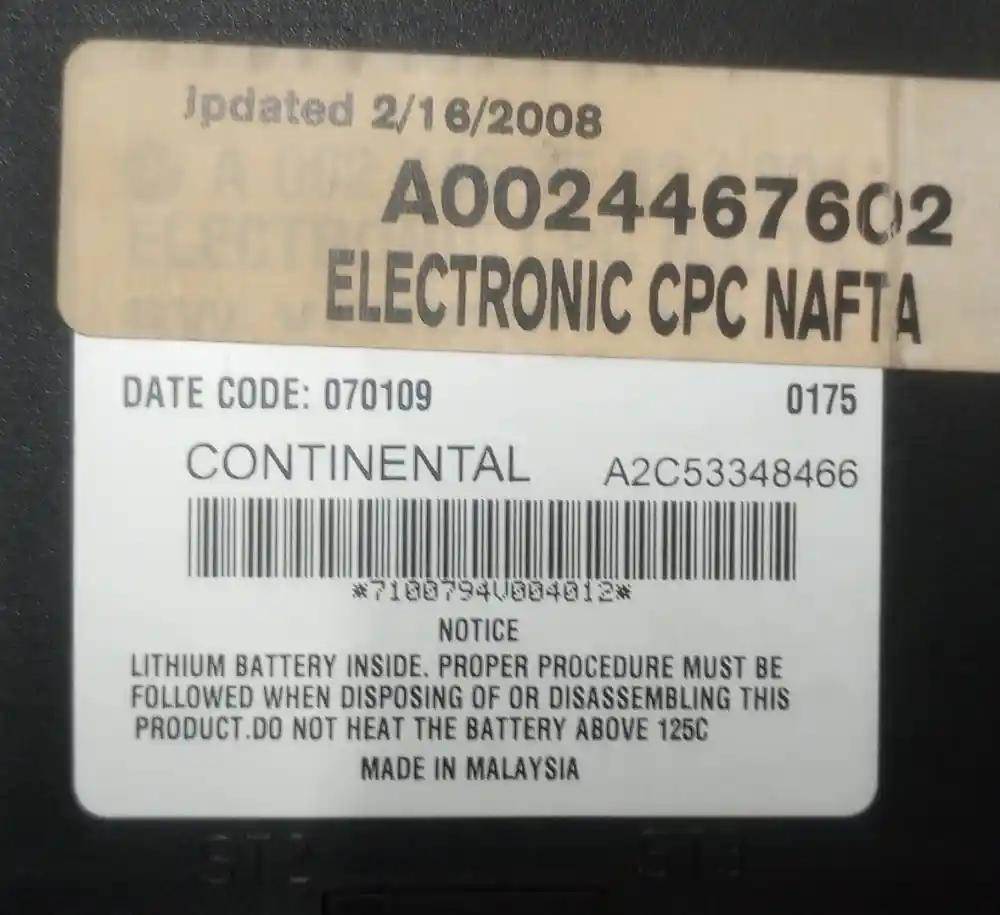 Updated 2/16/2008
A0024467602
ELECTRONIC CPC NAFTA
DATE CODE: 070109 0175
CONTINENTAL A2C53348466
*7100794V004012*
NOTICE
LITHIUM BATTERY INSIDE. PROPER PROCEDURE MUST BE
FOLLOWED WHEN DISPOSING OF OR DISASSEMBLING THIS
PRODUCT.DO NOT HEAT THE BATTERY ABOVE 125C
MADE IN MALAYSIA